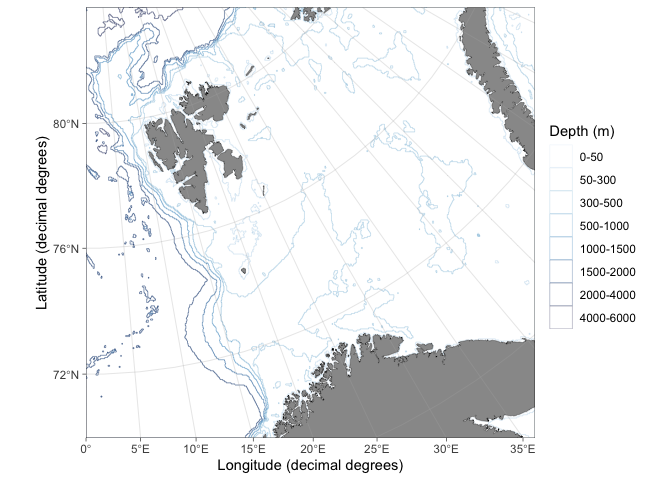 80°N
76°N
72°N
Latitude (decimal degrees)
0°
5°E
10°E
15°E
20°E
25°E
30°E
35°E
Longitude (decimal degrees)
Depth (m)
0-50
50-300
300-500
500-1000
1000-1500
1500-2000
2000-4000
4000-6000